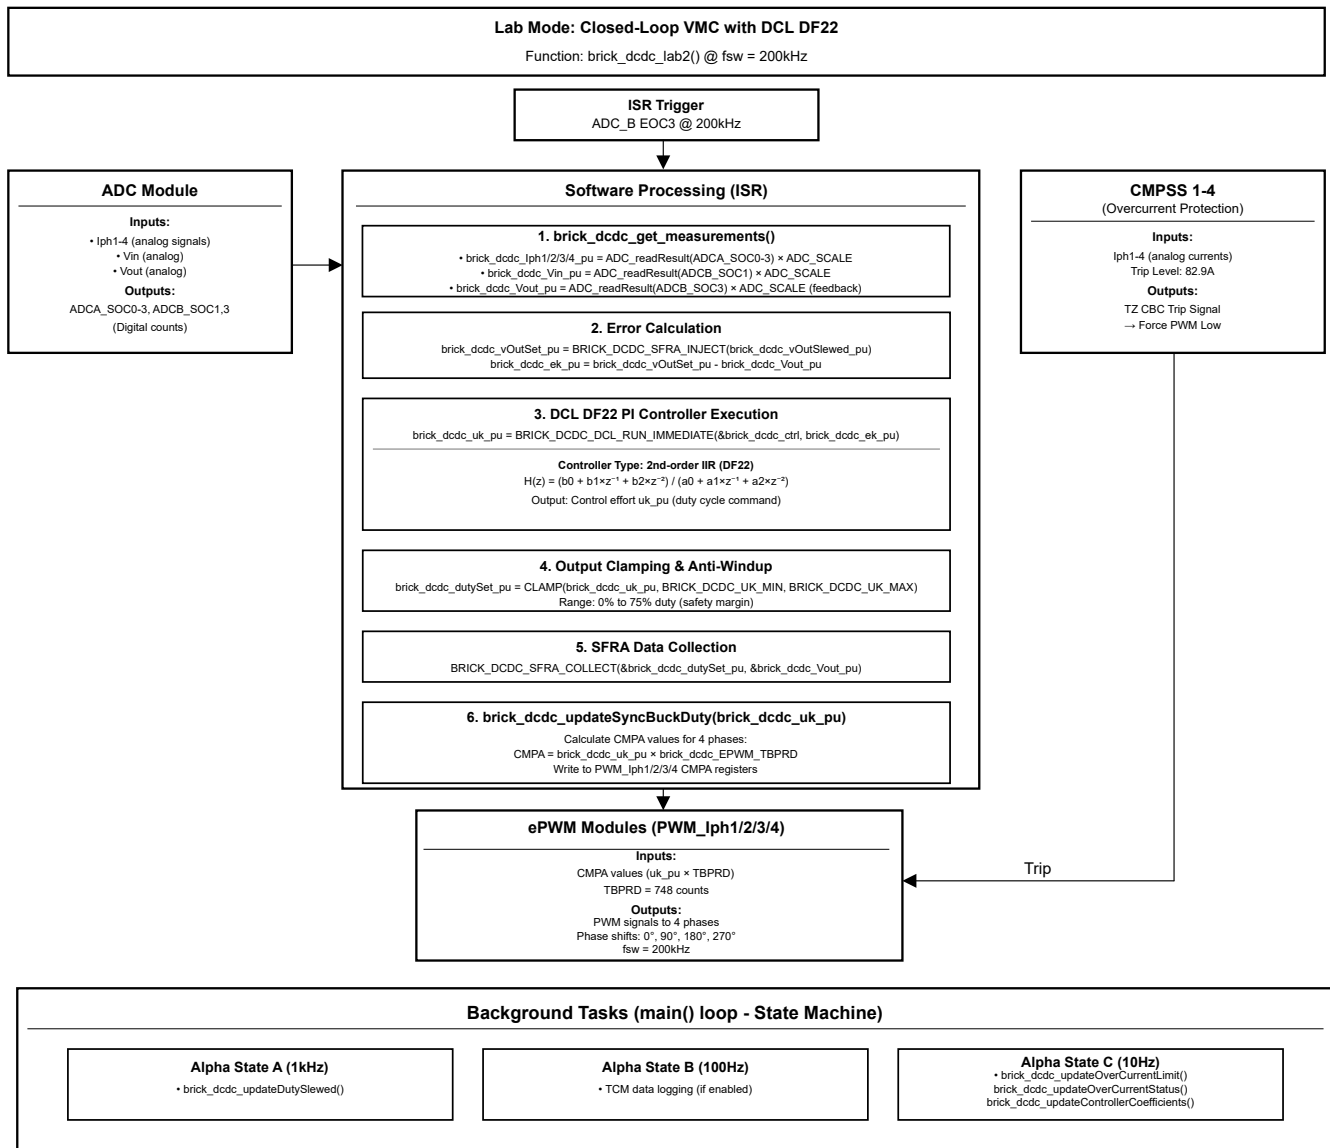 Lab Mode: Closed-Loop VMC with DCL DF22
Function: brick_dcdc_lab2() @ fsw = 200kHz
ISR Trigger
ADC_B EOC3 @ 200kHz
ADC Module
Inputs:
• Iph1-4 (analog signals)
• Vin (analog)
• Vout (analog)
Outputs:
ADCA_SOC0-3, ADCB_SOC1,3
(Digital counts)
Software Processing (ISR)
1. brick_dcdc_get_measurements()
• brick_dcdc_Iph1/2/3/4_pu = ADC_readResult(ADCA_SOC0-3) × ADC_SCALE
• brick_dcdc_Vin_pu = ADC_readResult(ADCB_SOC1) × ADC_SCALE
• brick_dcdc_Vout_pu = ADC_readResult(ADCB_SOC3) × ADC_SCALE (feedback)
2. Error Calculation
brick_dcdc_vOutSet_pu = BRICK_DCDC_SFRA_INJECT(brick_dcdc_vOutSlewed_pu)
brick_dcdc_ek_pu = brick_dcdc_vOutSet_pu - brick_dcdc_Vout_pu
3. DCL DF22 PI Controller Execution
brick_dcdc_uk_pu = BRICK_DCDC_DCL_RUN_IMMEDIATE(&brick_dcdc_ctrl, brick_dcdc_ek_pu)
Controller Type: 2nd-order IIR (DF22)
H(z) = (b0 + b1×z⁻¹ + b2×z⁻²) / (a0 + a1×z⁻¹ + a2×z⁻²)
Output: Control effort uk_pu (duty cycle command)
4. Output Clamping & Anti-Windup
brick_dcdc_dutySet_pu = CLAMP(brick_dcdc_uk_pu, BRICK_DCDC_UK_MIN, BRICK_DCDC_UK_MAX)
Range: 0% to 75% duty (safety margin)
5. SFRA Data Collection
BRICK_DCDC_SFRA_COLLECT(&brick_dcdc_dutySet_pu, &brick_dcdc_Vout_pu)
6. brick_dcdc_updateSyncBuckDuty(brick_dcdc_uk_pu)
Calculate CMPA values for 4 phases:
CMPA = brick_dcdc_uk_pu × brick_dcdc_EPWM_TBPRD
Write to PWM_Iph1/2/3/4 CMPA registers
CMPSS 1-4
(Overcurrent Protection)
Inputs:
Iph1-4 (analog currents)
Trip Level: 82.9A
Outputs:
TZ CBC Trip Signal
→ Force PWM Low
Trip
ePWM Modules (PWM_Iph1/2/3/4)
Inputs:
CMPA values (uk_pu × TBPRD)
TBPRD = 748 counts
Outputs:
PWM signals to 4 phases
Phase shifts: 0°, 90°, 180°, 270°
fsw = 200kHz
Background Tasks (main() loop - State Machine)
Alpha State A (1kHz)
• brick_dcdc_updateDutySlewed()
Alpha State B (100Hz)
• TCM data logging (if enabled)
Alpha State C (10Hz)
• brick_dcdc_updateOverCurrentLimit()
brick_dcdc_updateOverCurrentStatus()
brick_dcdc_updateControllerCoefficients()